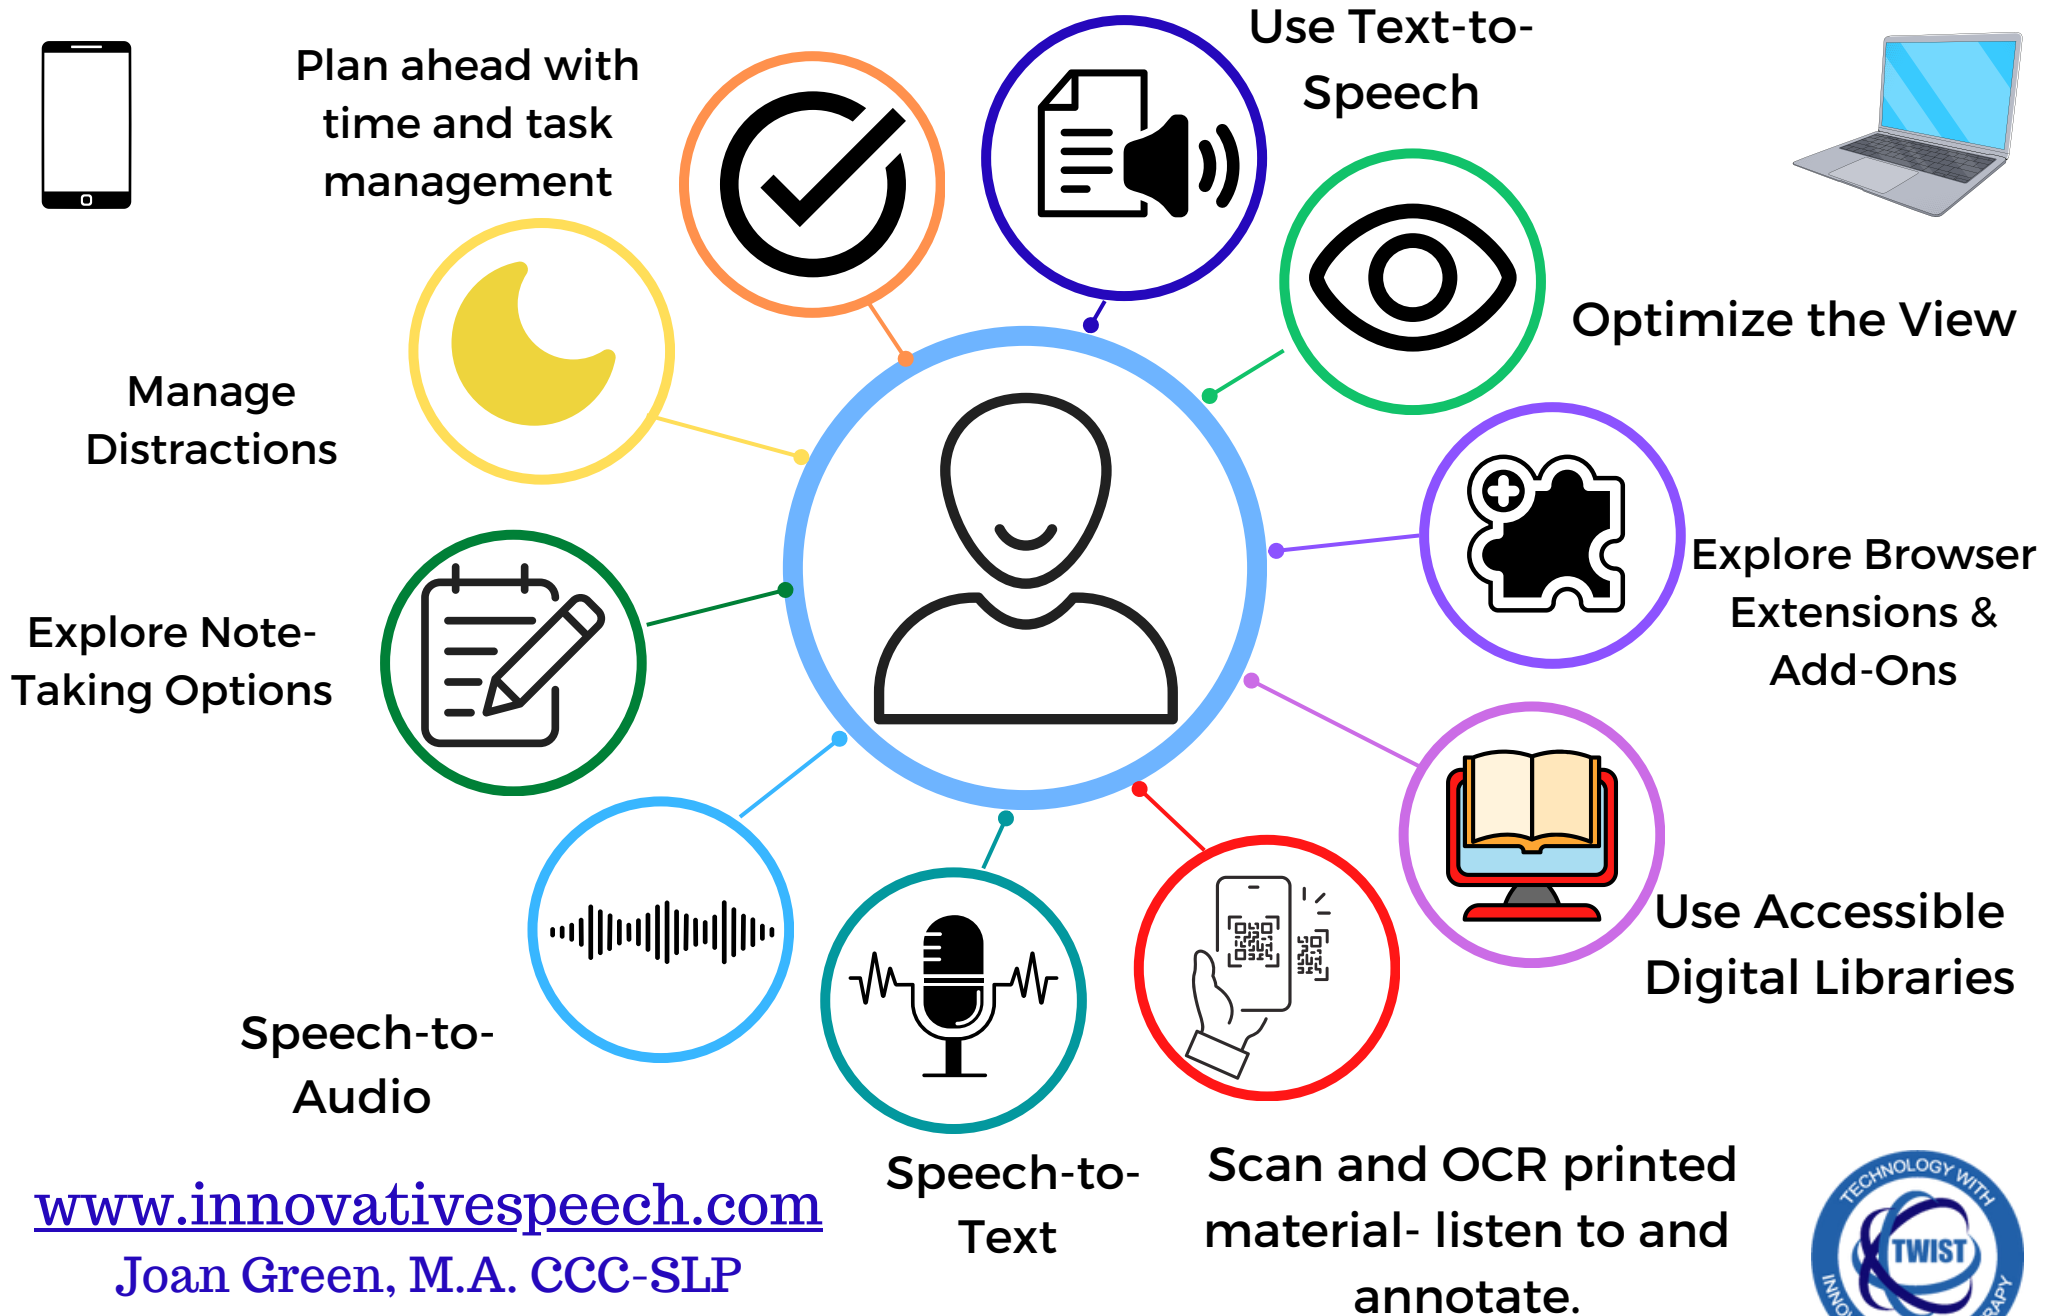 Plan ahead with
time and task
management
Use Text-to-
Speech
Optimize the View
Manage
Distractions
Explore Browser
Extensions &
Add-Ons
Explore Note-
Taking Options
Use Accessible
Digital Libraries
Speech-to-
Audio
Speech-to-
Text
Scan and OCR printed
material- listen to and
annotate.
www.innovativespeech.com
Joan Green, M.A. CCC-SLP
TECHNOLOGY WITH
TWIST